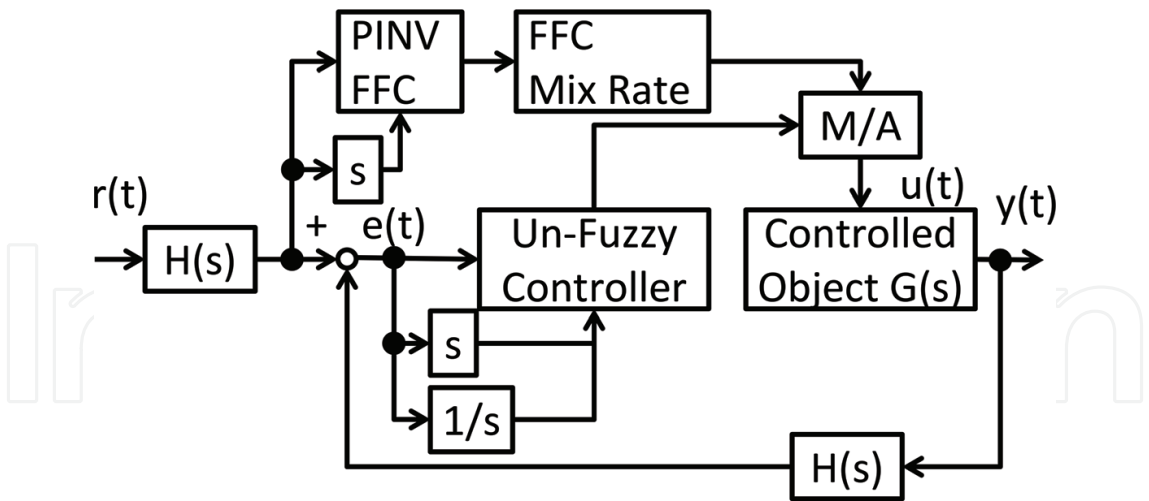 PINV
FFC
FFC
Mix Rate
M/A
s
r(t)
H(s)
+
e(t)
Un-Fuzzy
Controller
u(t)
Controlled
Object G(s)
y(t)
s
1/s
H(s)